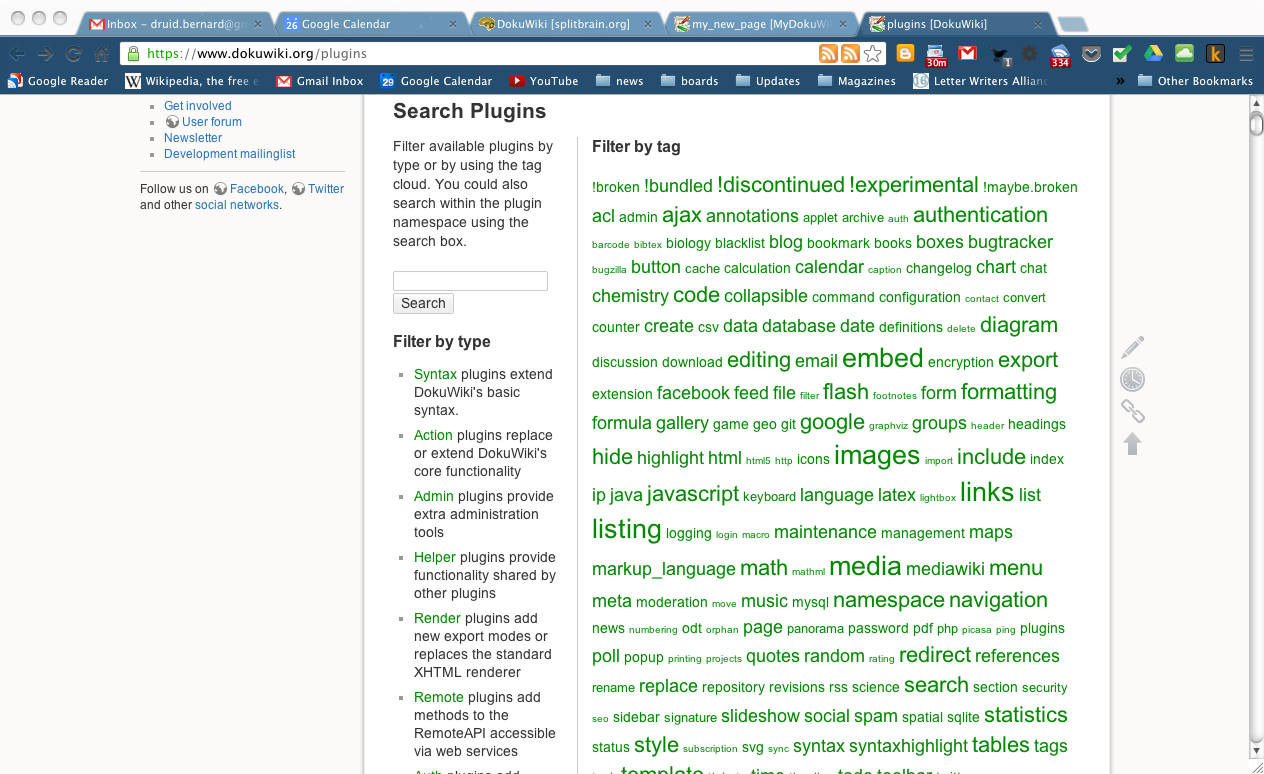 Inbox – druid.bernard@gm
Google Calendar
DokuWiki [splitbrain.org]
my_new_page [MyDokuWi
plugins [DokuWiki]
https://www.dokuwiki.org/plugins
30m
1
334
k
Google Reader
W Wikipedia, the free e
Gmail Inbox
29 Google Calendar
YouTube
news
boards
Updates
Magazines
Letter Writers Allianc
»
Other Bookmarks
Get involved
User forum
Newsletter
Development mailinglist
Follow us on Facebook, Twitter
and other social networks.
Search Plugins
Filter available plugins by
type or by using the tag
cloud. You could also
search within the plugin
namespace using the
search box.
Search
Filter by type
Syntax plugins extend
DokuWiki's basic
syntax.
Action plugins replace
or extend DokuWiki's
core functionality
Admin plugins provide
extra administration
tools
Helper plugins provide
functionality shared by
other plugins
Render plugins add
new export modes or
replaces the standard
XHTML renderer
Remote plugins add
methods to the
RemoteAPI accessible
via web services
Auth plugins add
Filter by tag
!broken !bundled !discontinued !experimental !maybe.broken
acl admin ajax annotations applet archive auth authentication
barcode bibtex biology blacklist blog bookmark books boxes bugtracker
bugzilla button cache calculation calendar caption changelog chart chat
chemistry code collapsible command configuration contact convert
counter create csv data database date definitions delete diagram
discussion download editing email embed encryption export
extension facebook feed file filter flash footnotes form formatting
formula gallery game geo git google graphviz groups header headings
hide highlight html html5 http icons images import include index
ip java javascript keyboard language latex lightbox links list
listing logging login macro maintenance management maps
markup_language math mathml media mediawiki menu
meta moderation move music mysql namespace navigation
news numbering odt orphan page panorama password pdf php picasa ping plugins
poll popup printing projects quotes random rating redirect references
rename replace repository revisions rss science search section security
seo sidebar signature slideshow social spam spatial sqlite statistics
status style subscription svg sync syntax syntaxhighlight tables tags
template time todo toolbar